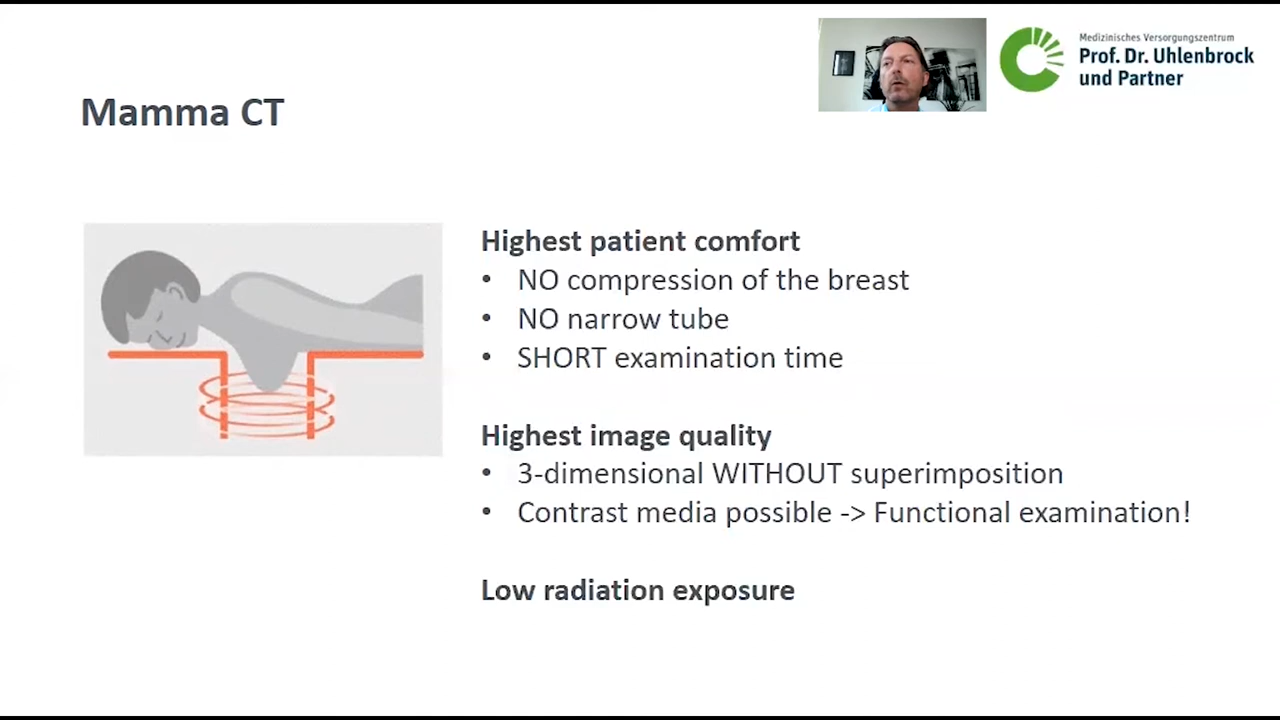 Medizinisches Versorgungszentrum
Prof. Dr. Uhlenbrock
und Partner
Mamma CT
Highest patient comfort
• NO compression of the breast
• NO narrow tube
• SHORT examination time
Highest image quality
• 3-dimensional WITHOUT superimposition
• Contrast media possible -> Functional examination!
Low radiation exposure